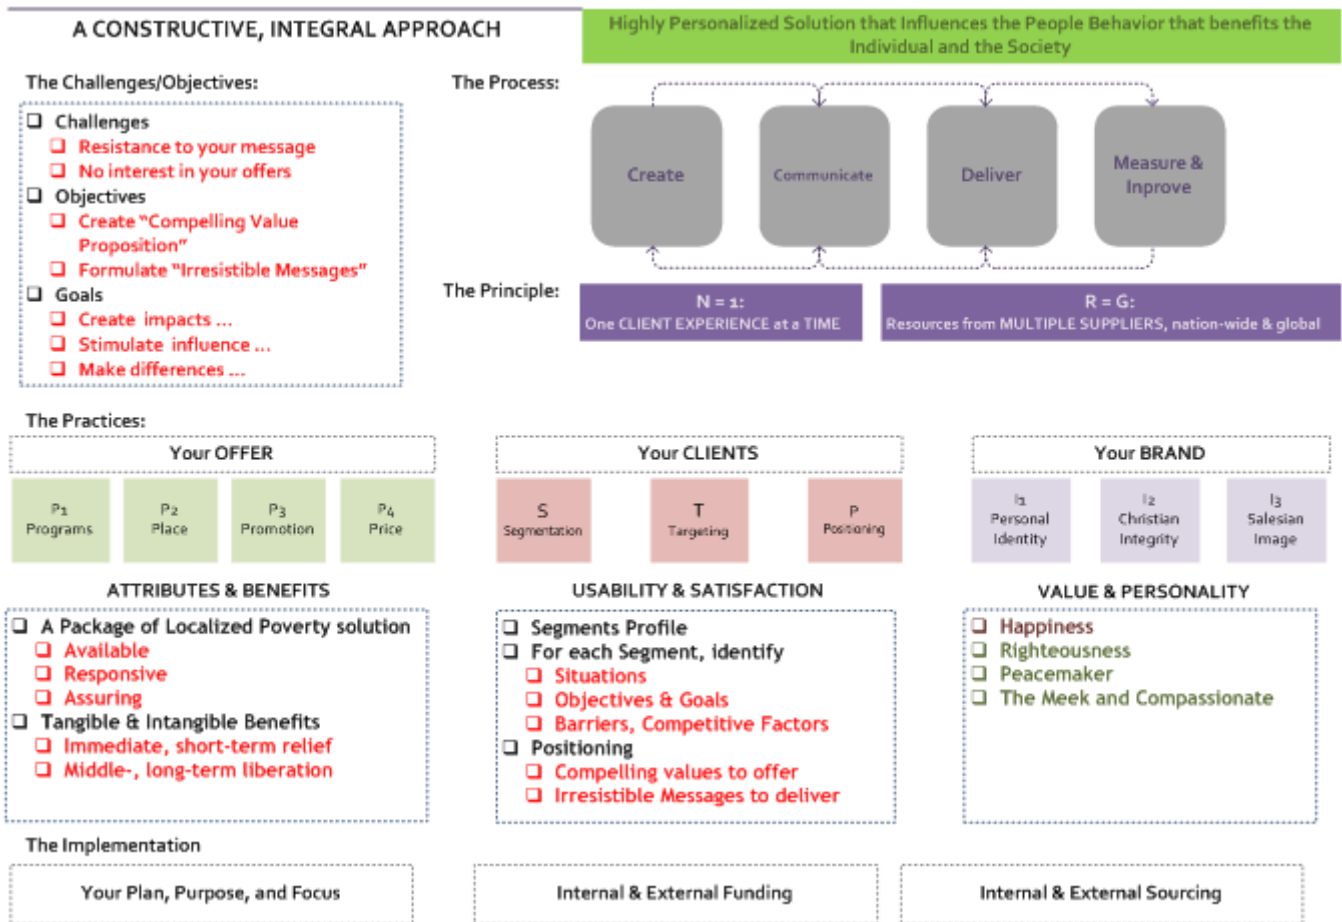 A CONSTRUCTIVE, INTEGRAL APPROACH
Highly Personalized Solution that Influences the People Behavior that benefits the
Individual and the Society
The Challenges/Objectives:
❑ Challenges
❑ Resistance to your message
❑ No interest in your offers
❑ Objectives
❑ Create “Compelling Value
Proposition”
❑ Formulate “Irresistible Messages”
❑ Goals
❑ Create impacts ...
❑ Stimulate influence ...
❑ Make differences ...
The Process:
Create
Communicate
Deliver
Measure &
Inprove
The Principle:
N = 1:
One CLIENT EXPERIENCE at a TIME
R = G:
Resources from MULTIPLE SUPPLIERS, nation-wide & global
The Practices:
Your OFFER
P1
Programs
P2
Place
P3
Promotion
P4
Price
ATTRIBUTES & BENEFITS
❑ A Package of Localized Poverty solution
❑ Available
❑ Responsive
❑ Assuring
❑ Tangible & Intangible Benefits
❑ Immediate, short-term relief
❑ Middle-, long-term liberation
Your CLIENTS
S
Segmentation
T
Targeting
P
Positioning
USABILITY & SATISFACTION
❑ Segments Profile
❑ For each Segment, identify
❑ Situations
❑ Objectives & Goals
❑ Barriers, Competitive Factors
❑ Positioning
❑ Compelling values to offer
❑ Irresistible Messages to deliver
Your BRAND
I1
Personal
Identity
I2
Christian
Integrity
I3
Salesian
Image
VALUE & PERSONALITY
❑ Happiness
❑ Righteousness
❑ Peacemaker
❑ The Meek and Compassionate
The Implementation
Your Plan, Purpose, and Focus
Internal & External Funding
Internal & External Sourcing